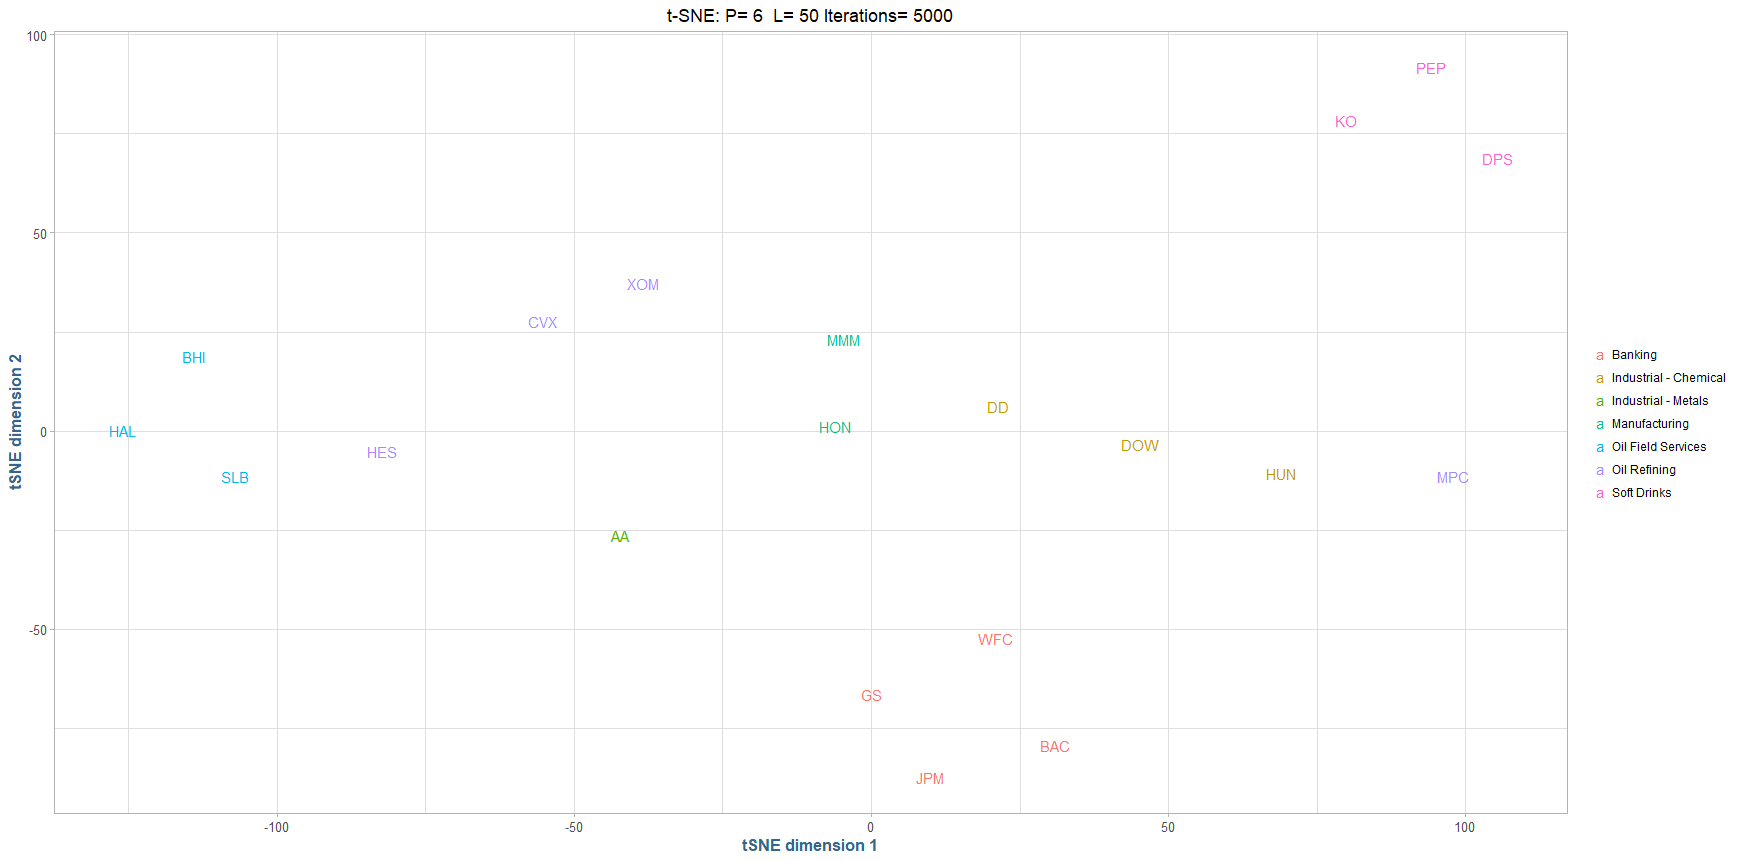 t-SNE: P= 6 L= 50 Iterations= 5000
100
PEP
KO
DPS
50
XOM
CVX
MMM
BHI
a Banking
a Industrial - Chemical
DD
a Industrial - Metals
HON
a Manufacturing
0
HAL
DOW
a Oil Field Services
HES
a Oil Refining
SLB
HUN
MPC
a Soft Drinks
AA
-50
WFC
GS
BAC
JPM
-100
-50
0
50
100
tSNE dimension 1
tSNE dimension 2